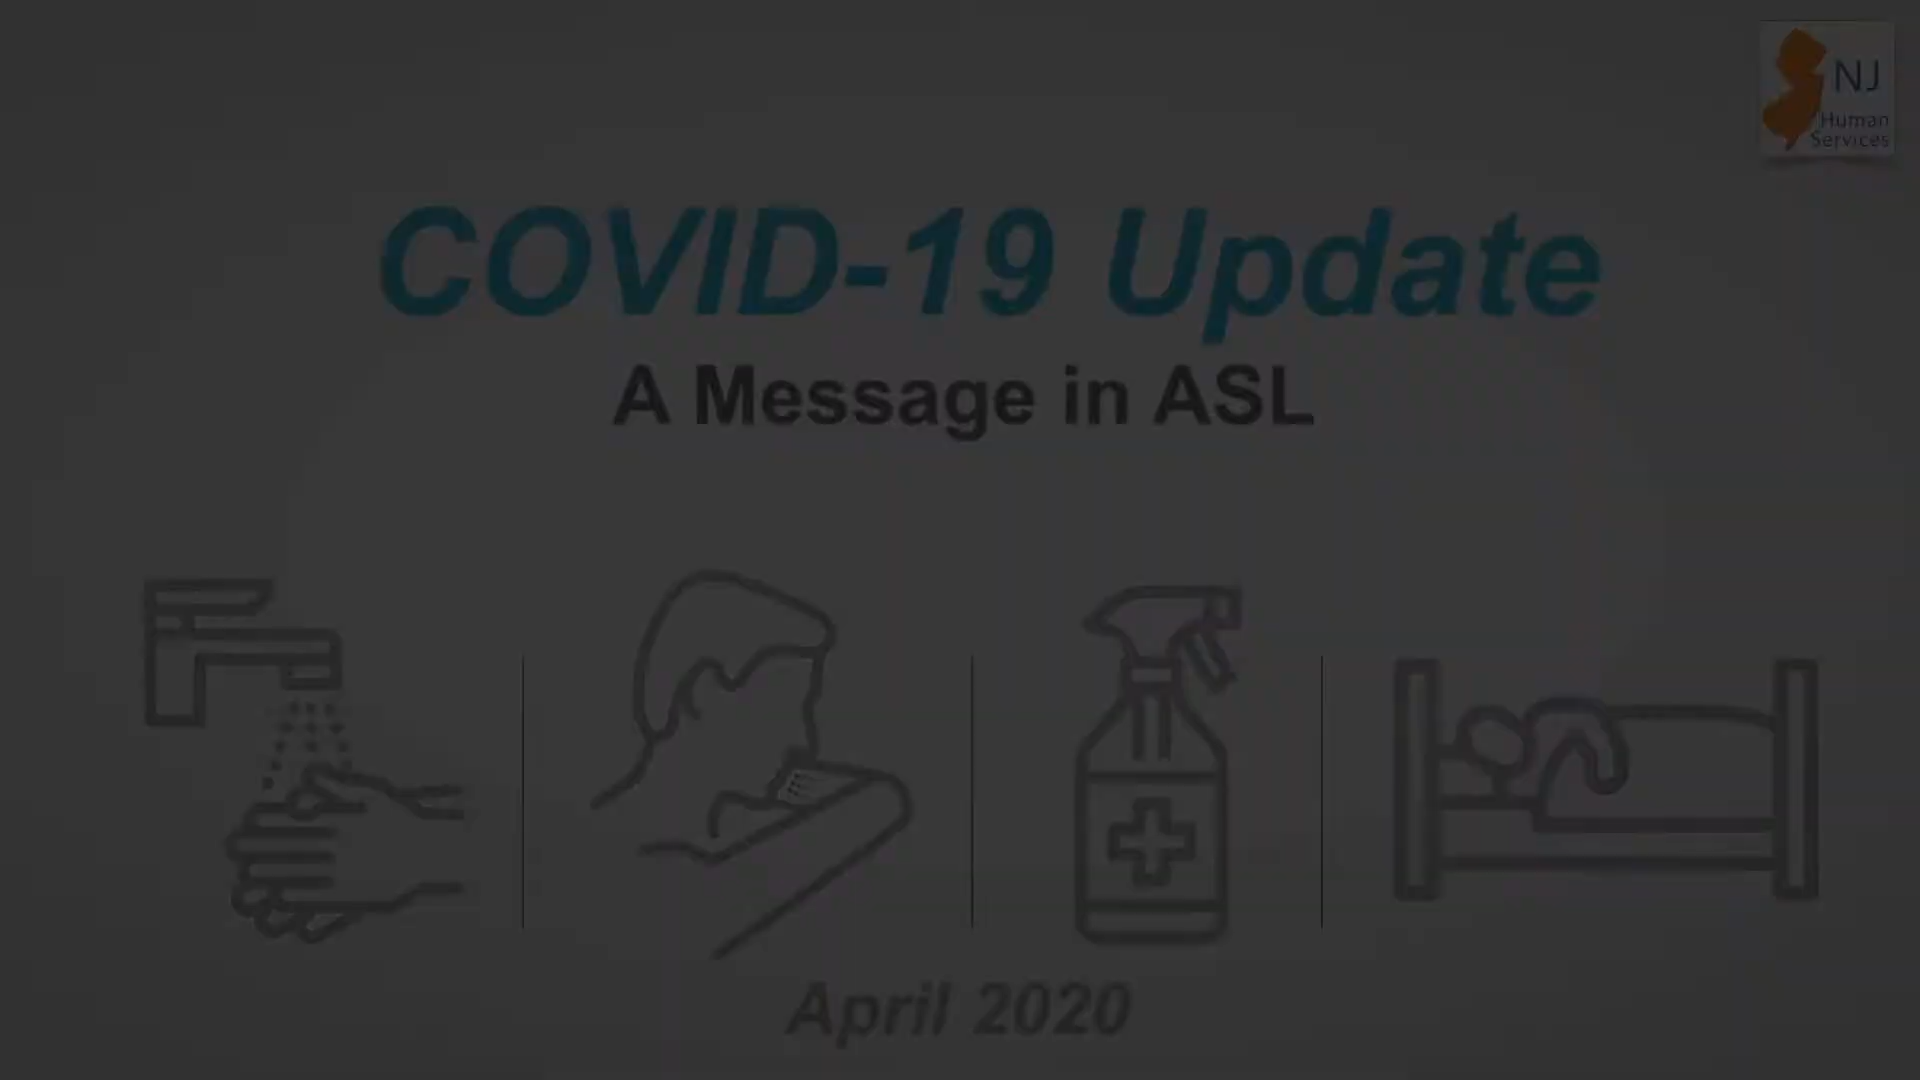 NJ
Human
Services
COVID-19 Update
A Message in ASL
April 2020